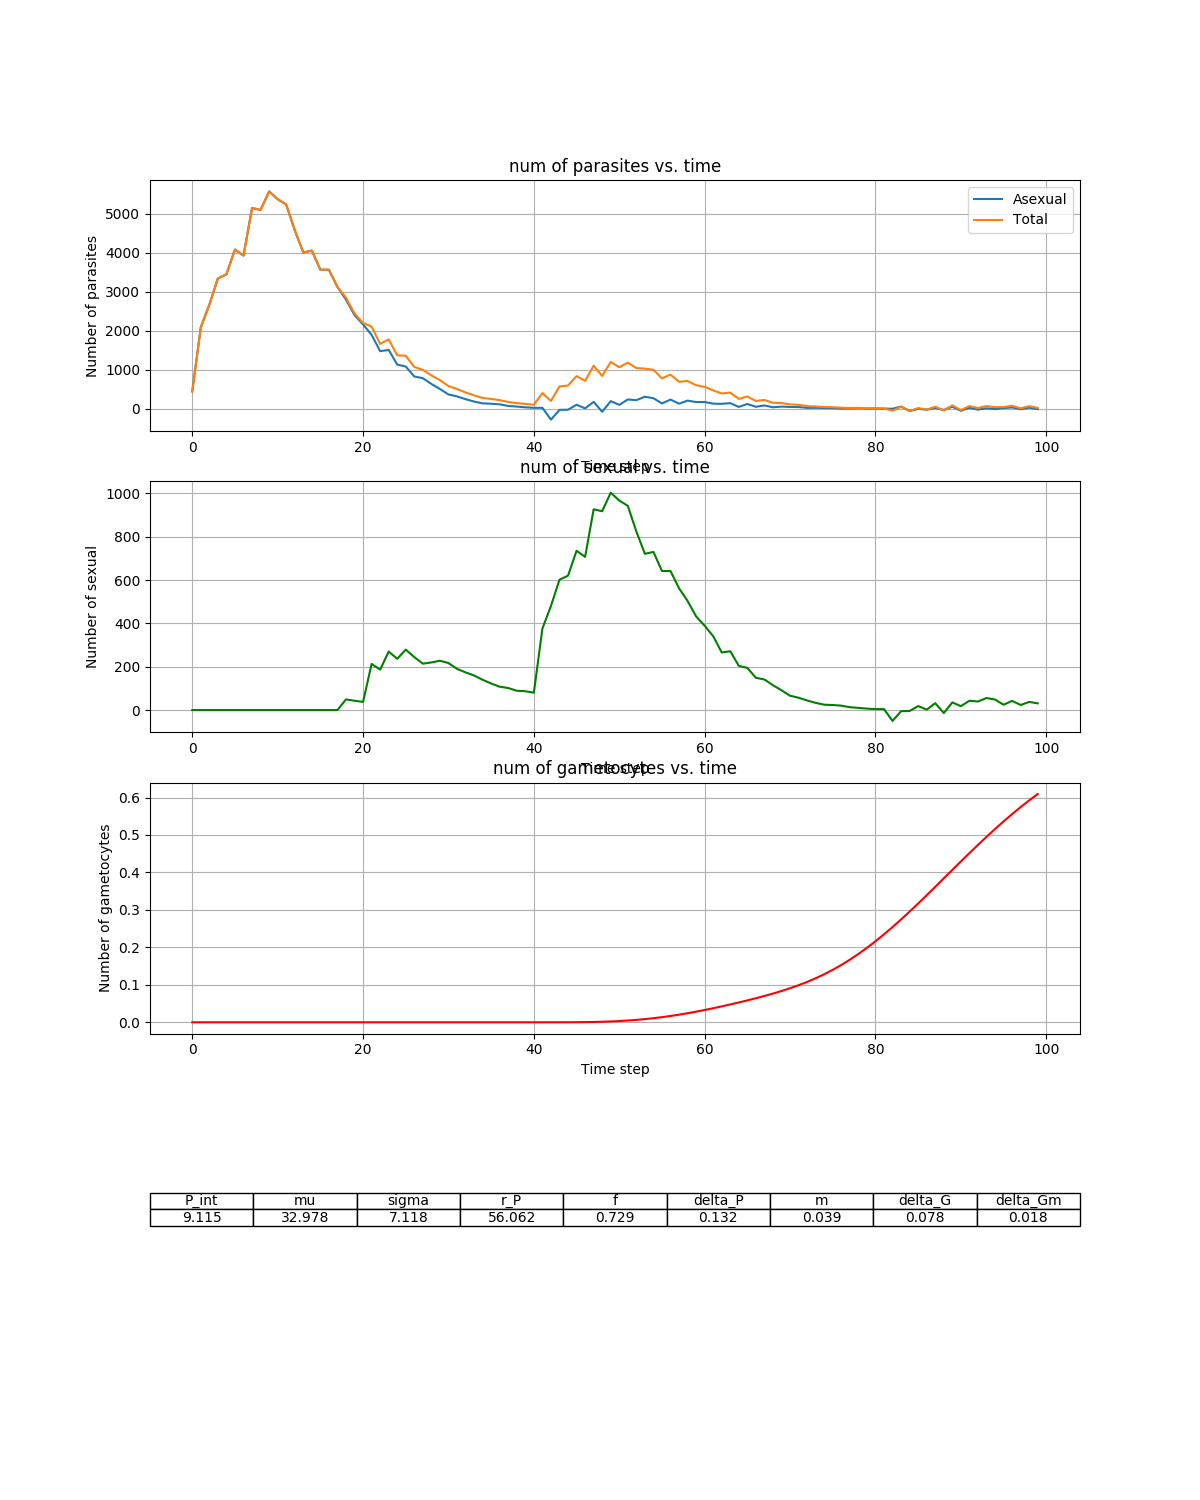 num of parasites vs. time
Asexual
Total
Number of parasites
5000
4000
3000
2000
1000
0
0 20 40 60 80 100
Time step
num of sexual vs. time
Number of sexual
1000
800
600
400
200
0
0 20 40 60 80 100
Time step
num of gametocytes vs. time
Number of gametocytes
0.6
0.5
0.4
0.3
0.2
0.1
0.0
0 20 40 60 80 100
Time step
P_int mu sigma r_P f delta_P m delta_G delta_Gm
9.115 32.978 7.118 56.062 0.729 0.132 0.039 0.078 0.018